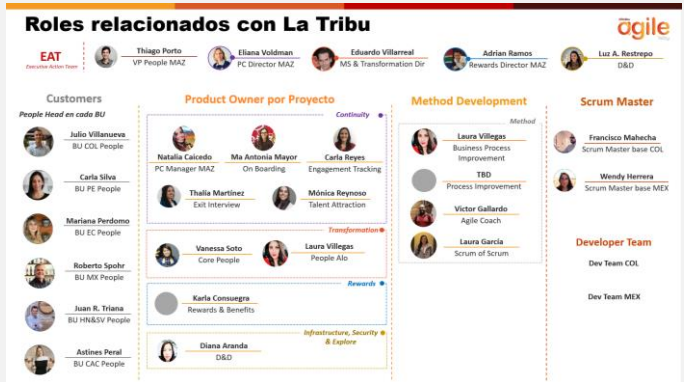 Roles relacionados con La Tribu
agile
EAT
Executive Action Team
Thiago Porto
VP People MAZ
Eliana Voldman
PC Director MAZ
Eduardo Villarreal
MS & Transformation Dir
Adrian Ramos
Rewards Director MAZ
Luz A. Restrepo
D&D
Customers
People Head en cada BU
Julio Villanueva
BU COL People
Carla Silva
BU PE People
Mariana Perdomo
BU EC People
Roberto Spohr
BU MX People
Juan R. Triana
BU HN&SV People
Astines Peral
BU CAC People
Product Owner por Proyecto
Continuity
Natalia Caicedo
PC Manager MAZ
Ma Antonia Mayor
On Boarding
Carla Reyes
Engagement Tracking
Thalía Martínez
Exit Interview
Mónica Reynoso
Talent Attraction
Transformation
Vanessa Soto
Core People
Laura Villegas
People Alo
Rewards
Karla Consuegra
Rewards & Benefits
Infrastructure, Security
& Explore
Diana Aranda
D&D
Method Development
Method
Laura Villegas
Business Process
Improvement
TBD
Process Improvement
Victor Gallardo
Agile Coach
Laura García
Scrum of Scrum
Scrum Master
Francisco Mahecha
Scrum Master base COL
Wendy Herrera
Scrum Master base MEX
Developer Team
Dev Team COL
Dev Team MEX